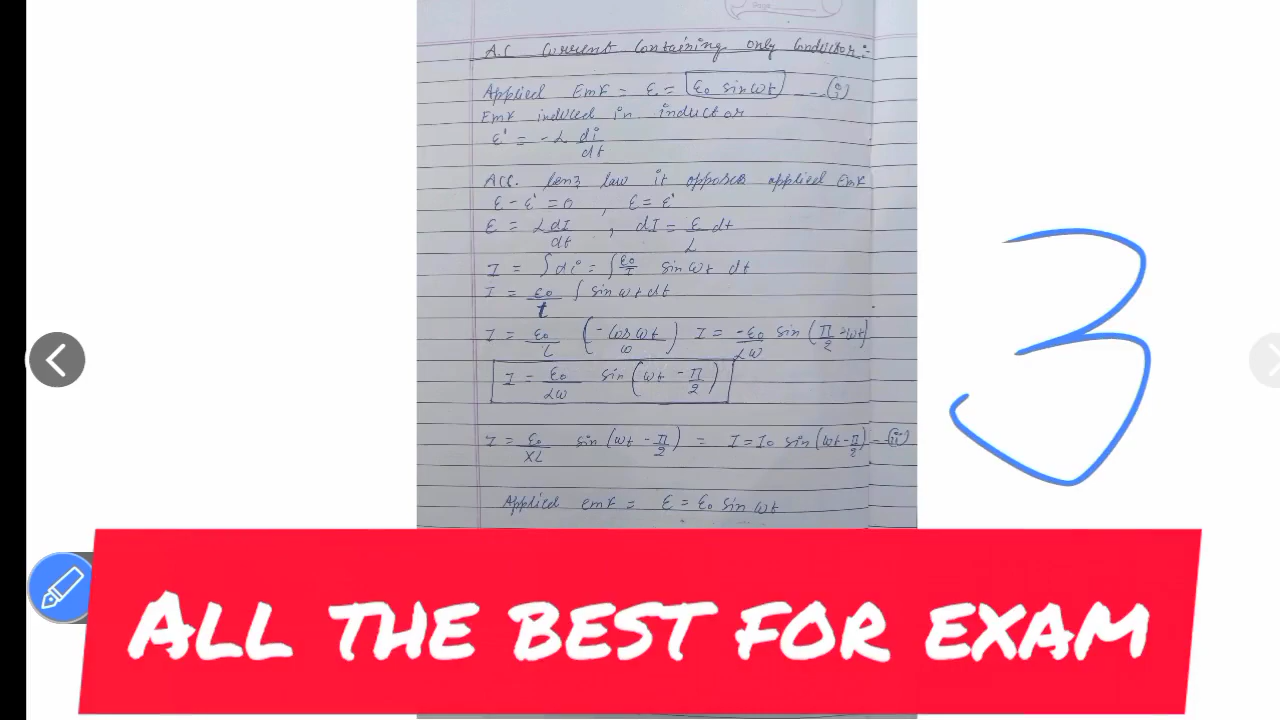 A.C Current Containing only Conductor:-
Applied Emf = ε = ε₀ sin ωt — (i)
Emf induced in inductor
ε' = -L di/dt
Acc. lenz law it opposes applied Emf
ε - ε' = 0 , ε = ε'
ε = L dI/dt , dI = ε/L dt
I = ∫ di = ∫ ε₀/I sin ωt dt
I = ε₀/t ∫ sin ωt dt
I = ε₀/L (-cos ωt/ω) I = -ε₀/Lω sin (π/2 - ωt)
I = ε₀/Lω sin (ωt - π/2)
I = ε₀/XL sin (ωt - π/2) = I = I₀ sin (ωt - π/2) — (ii)
Applied emf = ε = ε₀ sin ωt
3
ALL THE BEST FOR EXAM